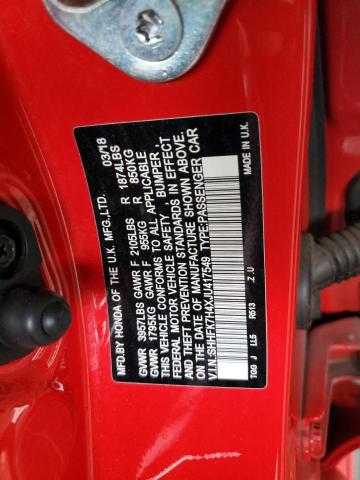 MFD.BY HONDA OF THE U.K. MFG.,LTD. 03/18
GVWR 3957LBS GAWR F 2105LBS R 1874LBS
GVWR 1795KG GAWR F 955KG R 850KG
THIS VEHICLE CONFORMS TO ALL APPLICABLE
FEDERAL MOTOR VEHICLE SAFETY, BUMPER,
AND THEFT PREVENTION STANDARDS IN EFFECT
ON THE DATE OF MANUFACTURE SHOWN ABOVE.
V.I.N.:SHHFK7H4XJU417549 TYPE:PASSENGER CAR
TGG J LL5 R513 Z.U MADE IN U.K.